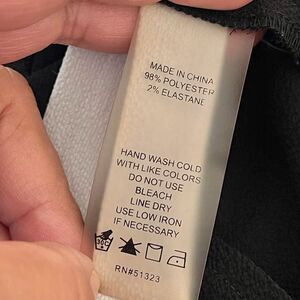 MADE IN CHINA
98% POLYESTER
2% ELASTANE
HAND WASH COLD
WITH LIKE COLORS
DO NOT USE
BLEACH
LINE DRY
USE LOW IRON
IF NECESSARY
RN#51323